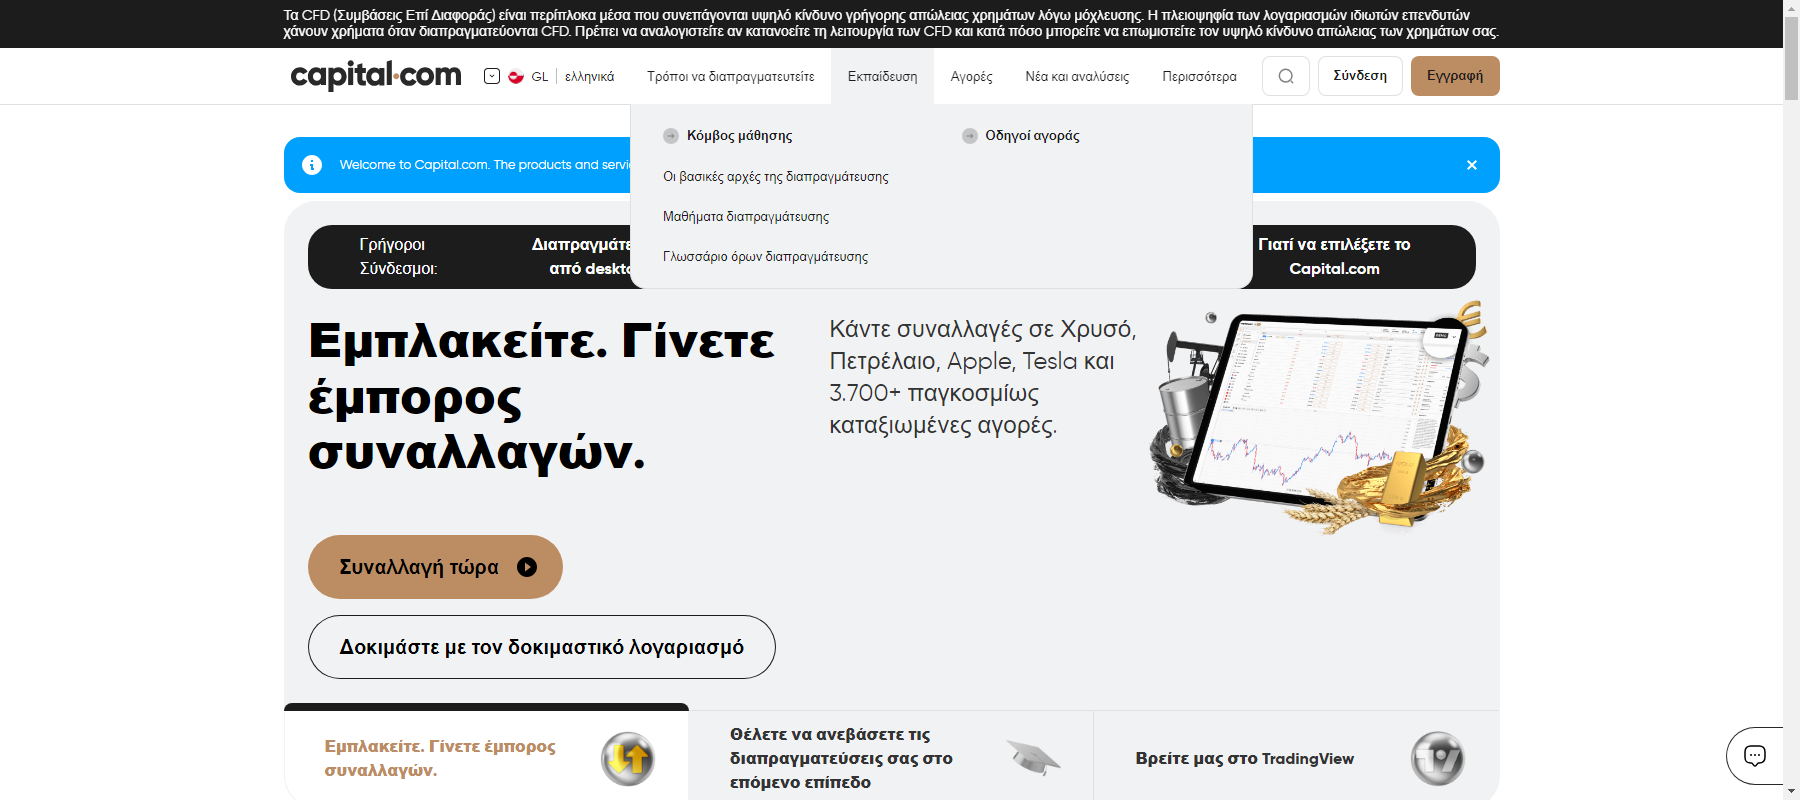 Τα CFD (Συμβάσεις Επί Διαφοράς) είναι περίπλοκα μέσα που συνεπάγονται υψηλό κίνδυνο γρήγορης απώλειας χρημάτων λόγω μόχλευσης. Η πλειοψηφία των λογαριασμών ιδιωτών επενδυτών
χάνουν χρήματα όταν διαπραγματεύονται CFD. Πρέπει να αναλογιστείτε αν κατανοείτε τη λειτουργία των CFD και κατά πόσο μπορείτε να επωμιστείτε τον υψηλό κίνδυνο απώλειας των χρημάτων σας.
capital.com GL ελληνικά Τρόποι να διαπραγματευτείτε Εκπαίδευση Αγορές Νέα και αναλύσεις Περισσότερα Σύνδεση Εγγραφή
Κόμβος μάθησης Οδηγοί αγοράς
Welcome to Capital.com. The products and servi
Οι βασικές αρχές της διαπραγμάτευσης
Μαθήματα διαπραγμάτευσης
Γλωσσάριο όρων διαπραγμάτευσης
Γρήγοροι
Σύνδεσμοι:
Διαπραγμάτε
από deskto
Γιατί να επιλέξετε το
Capital.com
Εμπλακείτε. Γίνετε
έμπορος
συναλλαγών.
Κάντε συναλλαγές σε Χρυσό,
Πετρέλαιο, Apple, Tesla και
3.700+ παγκοσμίως
καταξιωμένες αγορές.
Συναλλαγή τώρα
Δοκιμάστε με τον δοκιμαστικό λογαριασμό
Εμπλακείτε. Γίνετε έμπορος
συναλλαγών.
Θέλετε να ανεβάσετε τις
διαπραγματεύσεις σας στο
επόμενο επίπεδο
Βρείτε μας στο TradingView